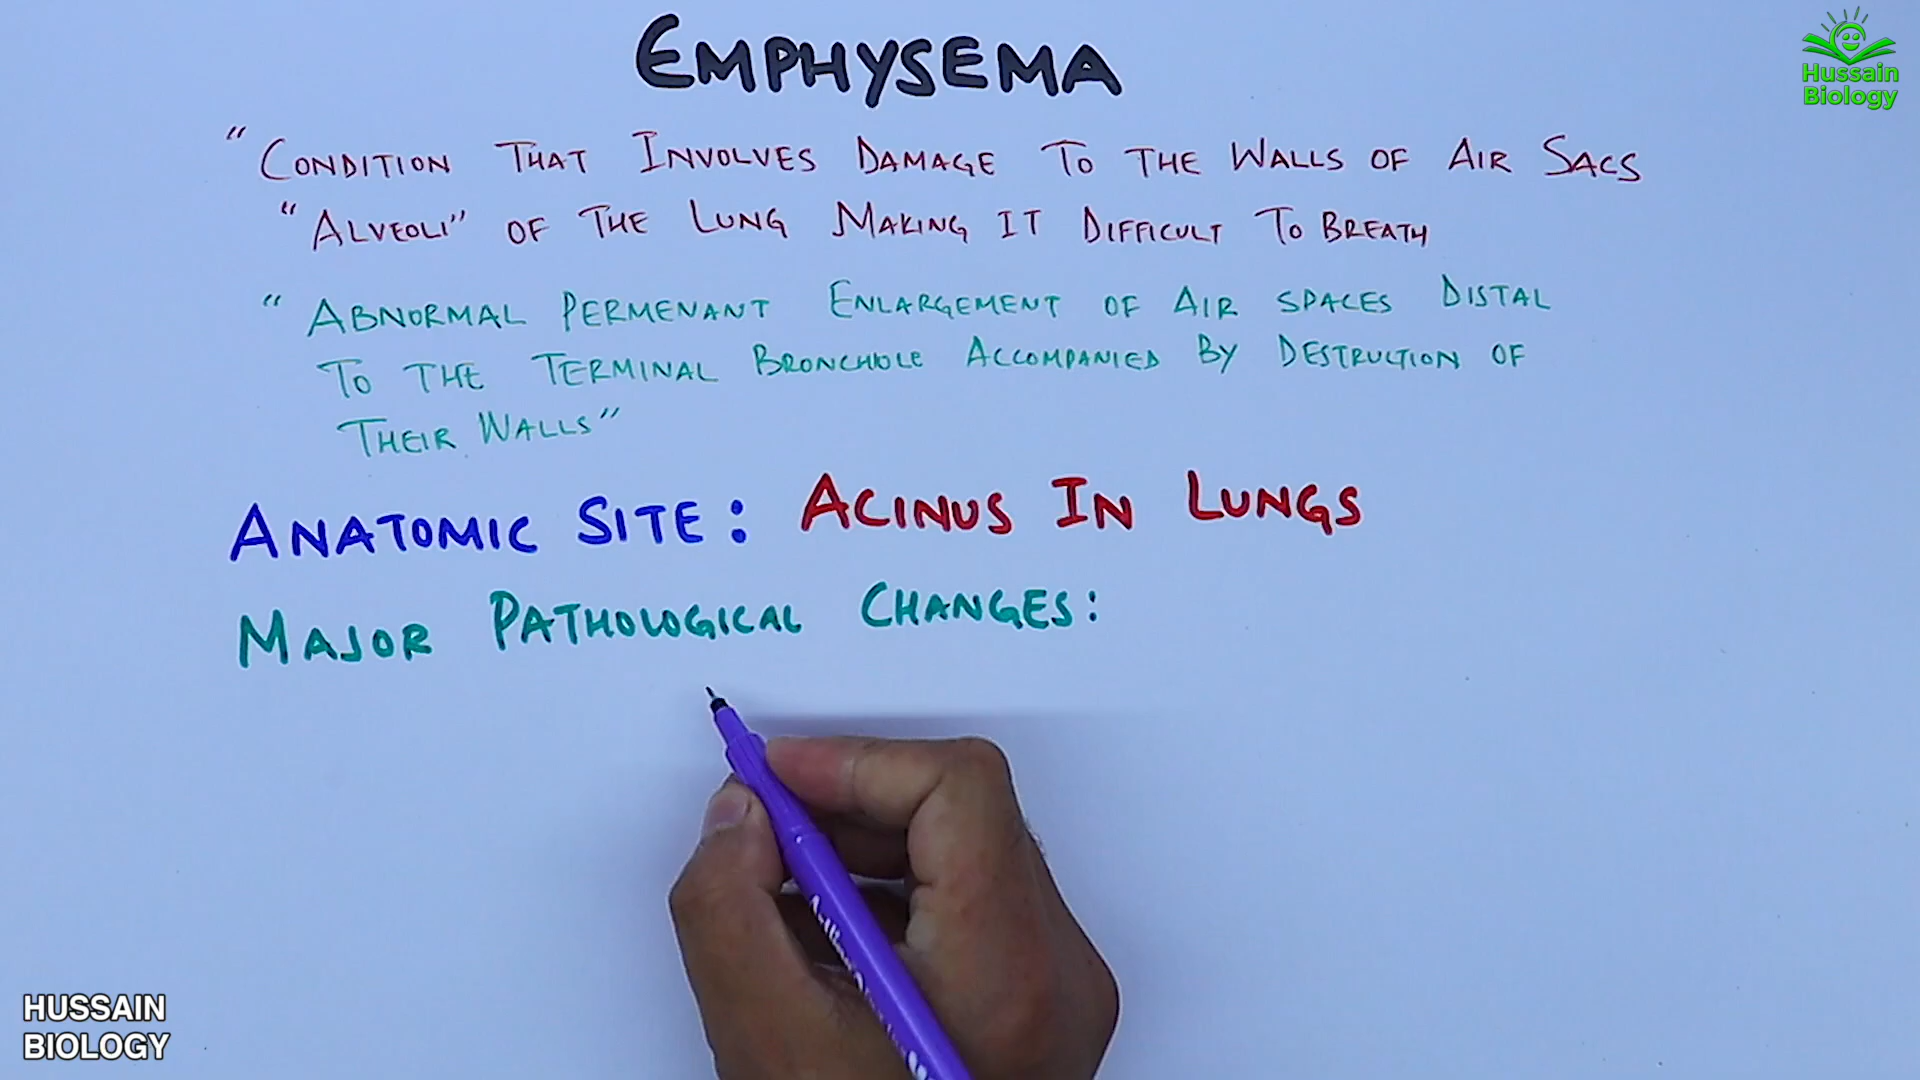 EMPHYSEMA
Hussain
Biology
"CONDITION THAT INVOLVES DAMAGE TO THE WALLS OF AIR SACS
"ALVEOLI" OF THE LUNG MAKING IT DIFFICULT TO BREATH
"ABNORMAL PERMENANT ENLARGEMENT OF AIR SPACES DISTAL
TO THE TERMINAL BRONCHIOLE ACCOMPANIED BY DESTRUCTION OF
THEIR WALLS"
ANATOMIC SITE: ACINUS IN LUNGS
MAJOR PATHOLOGICAL CHANGES:
HUSSAIN
BIOLOGY